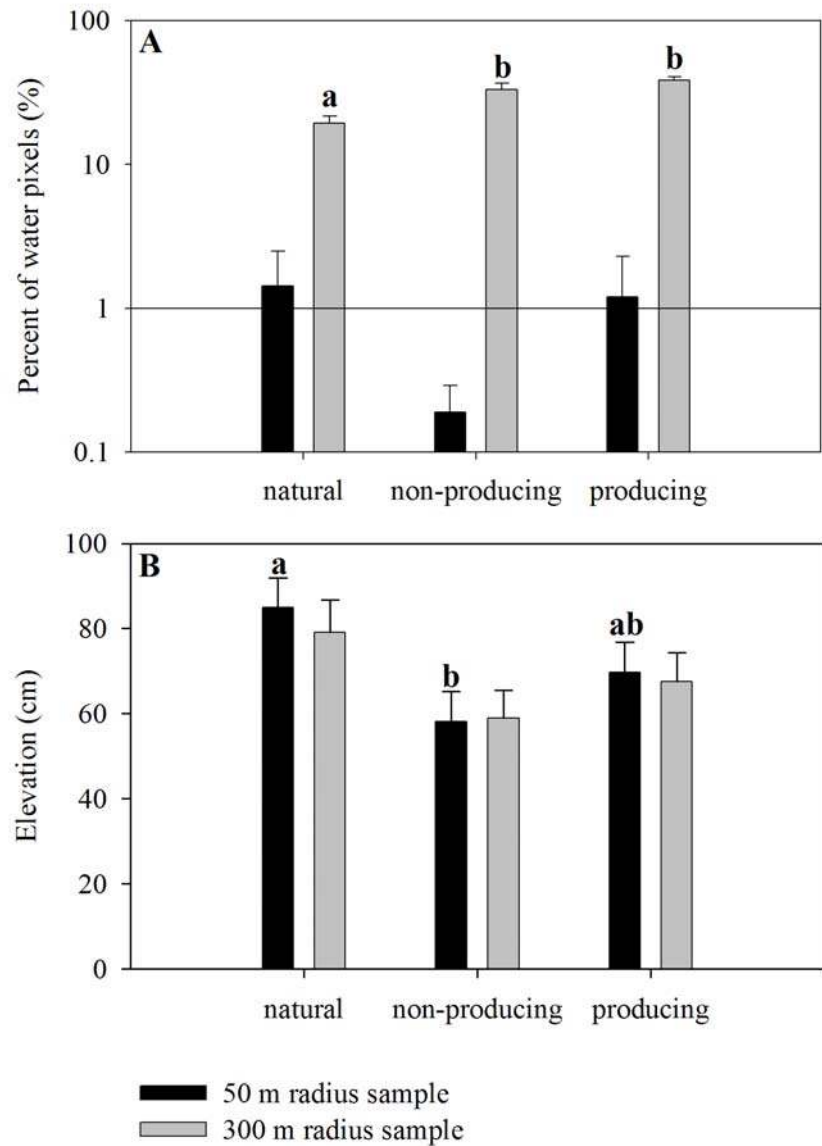 A
100
10
1
0.1
Percent of water pixels (%)
a
b
b
natural non-producing producing
B
100
80
60
40
20
0
Elevation (cm)
a
b
ab
natural non-producing producing
50 m radius sample
300 m radius sample